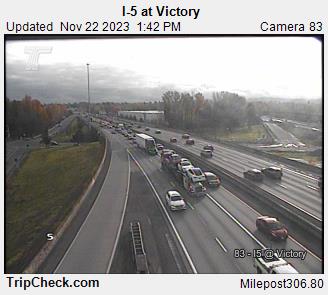 I-5 at Victory
Updated Nov 22 2023 1:42 PM Camera 83
T
S
83 - I5 @ Victory
TripCheck.com Milepost306.80